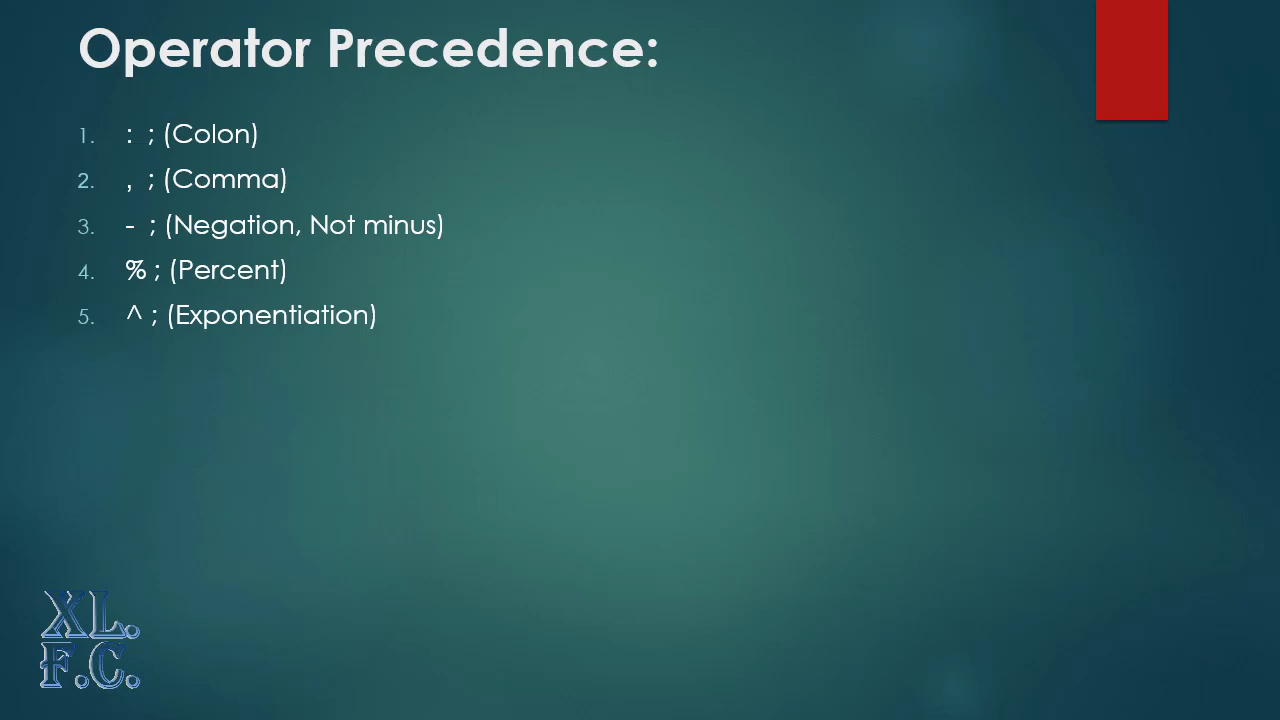 Operator Precedence:
1. : ; (Colon)
2. , ; (Comma)
3. - ; (Negation, Not minus)
4. % ; (Percent)
5. ^ ; (Exponentiation)
XL.
F.C.